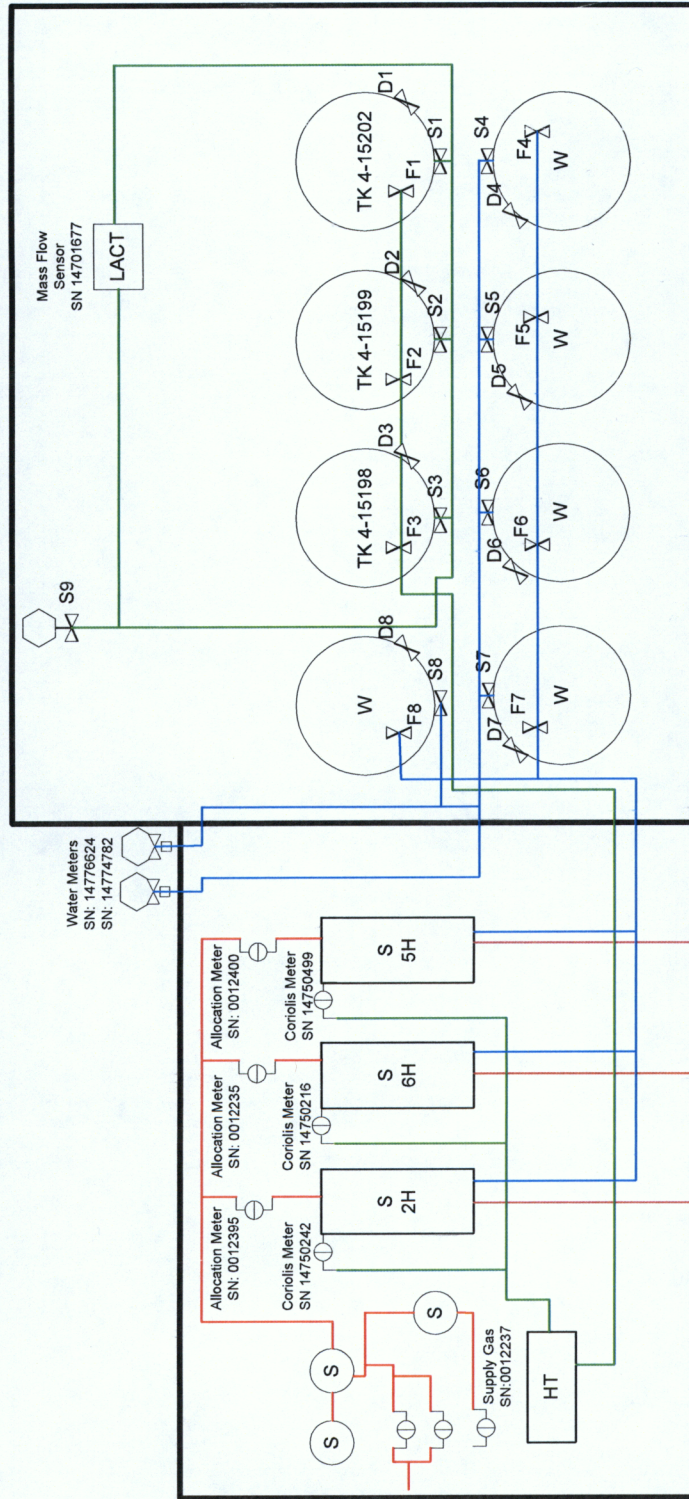 Mass Flow
Sensor
SN 14701677
S9
Water Meters
SN: 14776624
SN: 14774782
LACT
Allocation Meter
SN: 0012395
Allocation Meter
SN: 0012235
Allocation Meter
SN: 0012400
Coriolis Meter
SN 14750242
Coriolis Meter
SN 14750216
Coriolis Meter
SN 14750499
S
S
S
S
2H
S
6H
S
5H
Supply Gas
SN:0012237
HT
W
D8
F8
S8
TK 4-15198
D3
F3
S3
TK 4-15199
D2
F2
S2
TK 4-15202
D1
F1
S1
S7
D7
F7
W
S6
D6
F6
W
S5
D5
F5
W
S4
D4
F4
W